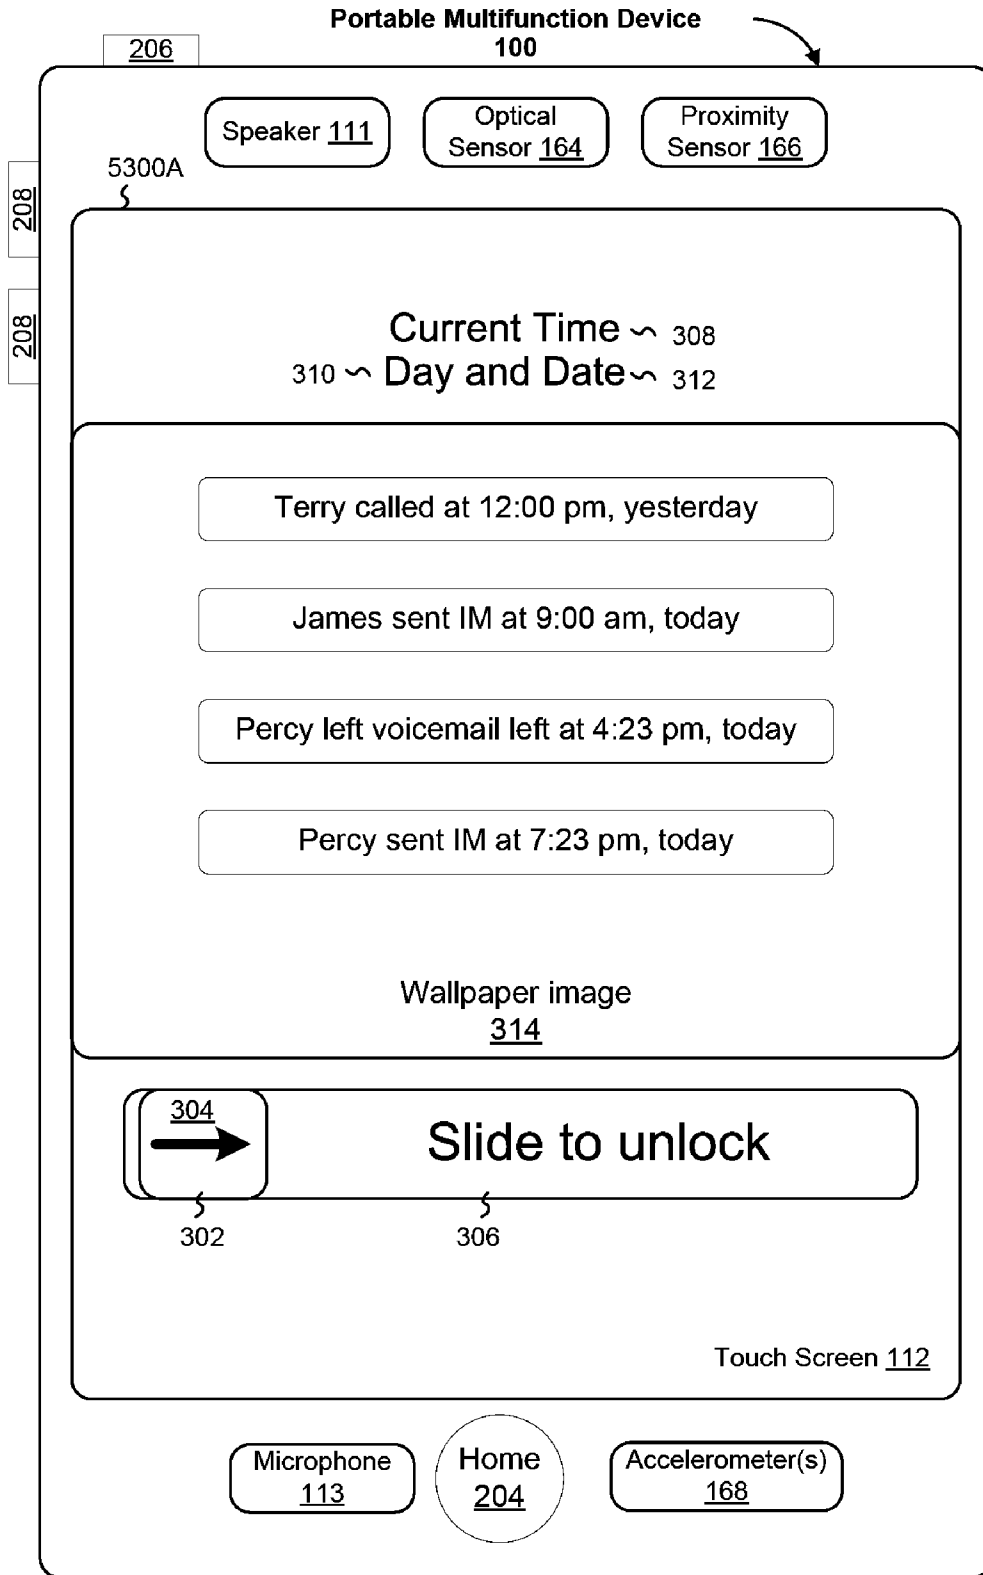 Portable Multifunction Device
100
206
Speaker 111
Optical
Sensor 164
Proximity
Sensor 166
5300A
208
208
Current Time 308
310 Day and Date 312
Terry called at 12:00 pm, yesterday
James sent IM at 9:00 am, today
Percy left voicemail left at 4:23 pm, today
Percy sent IM at 7:23 pm, today
Wallpaper image
314
304
Slide to unlock
302
306
Touch Screen 112
Microphone
113
Home
204
Accelerometer(s)
168